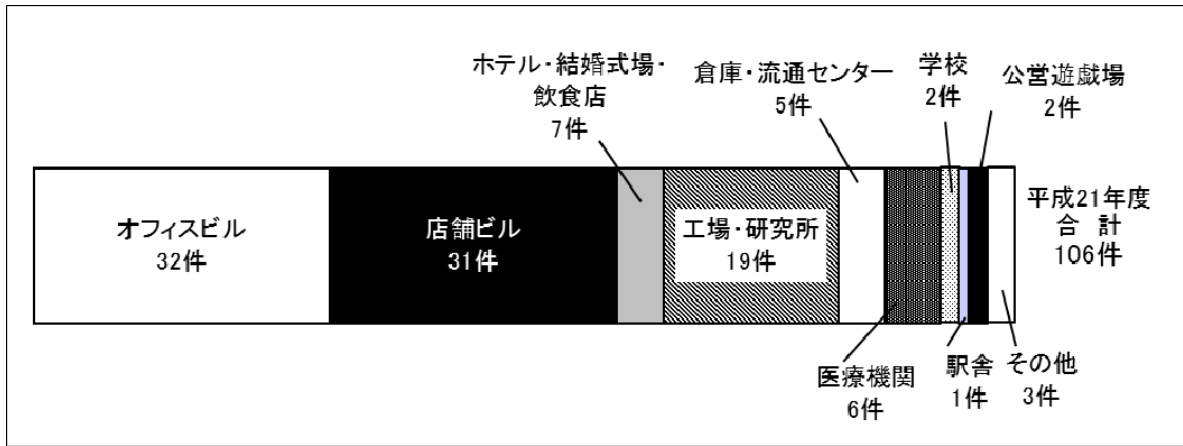 ホテル・結婚式場・
飲食店
7件
倉庫・流通センター
5件
学校
2件
公営遊戯場
2件
オフィスビル
32件
店舗ビル
31件
工場・研究所
19件
平成21年度
合 計
106件
医療機関
6件
駅舎
1件
その他
3件